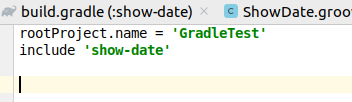 build.gradle (:show-date) × ShowDate.groo
rootProject.name = 'GradleTest'
include 'show-date'